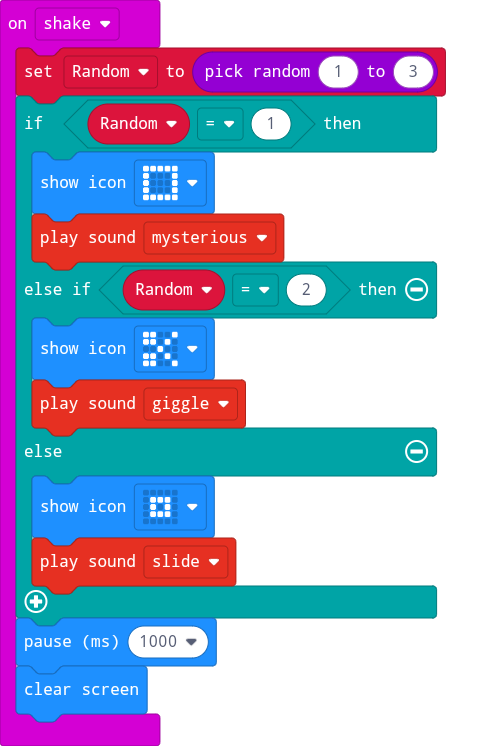 on shake
set Random to pick random 1 to 3
if Random = 1 then
show icon
play sound mysterious
else if Random = 2 then
show icon
play sound giggle
else
show icon
play sound slide
pause (ms) 1000
clear screen